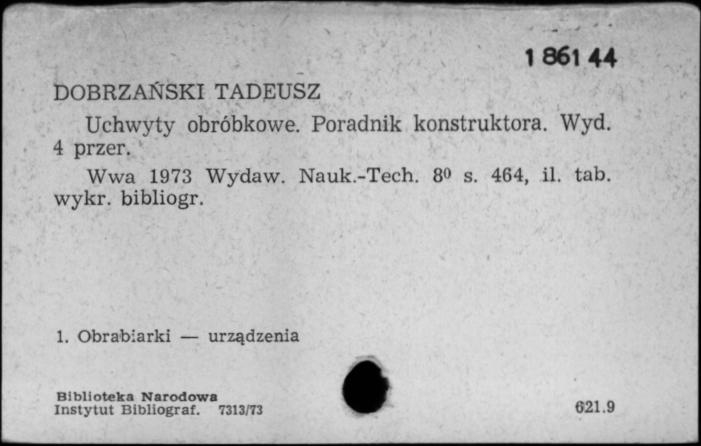 1 861 44
DOBRZAŃSKI TADEUSZ
Uchwyty obróbkowe. Poradnik konstruktora. Wyd.
4 przer.
Wwa 1973 Wydaw. Nauk.-Tech. 8⁰ s. 464, il. tab.
wykr. bibliogr.
1. Obrabiarki — urządzenia
Biblioteka Narodowa
Instytut Bibliograf. 7313/73
621.9